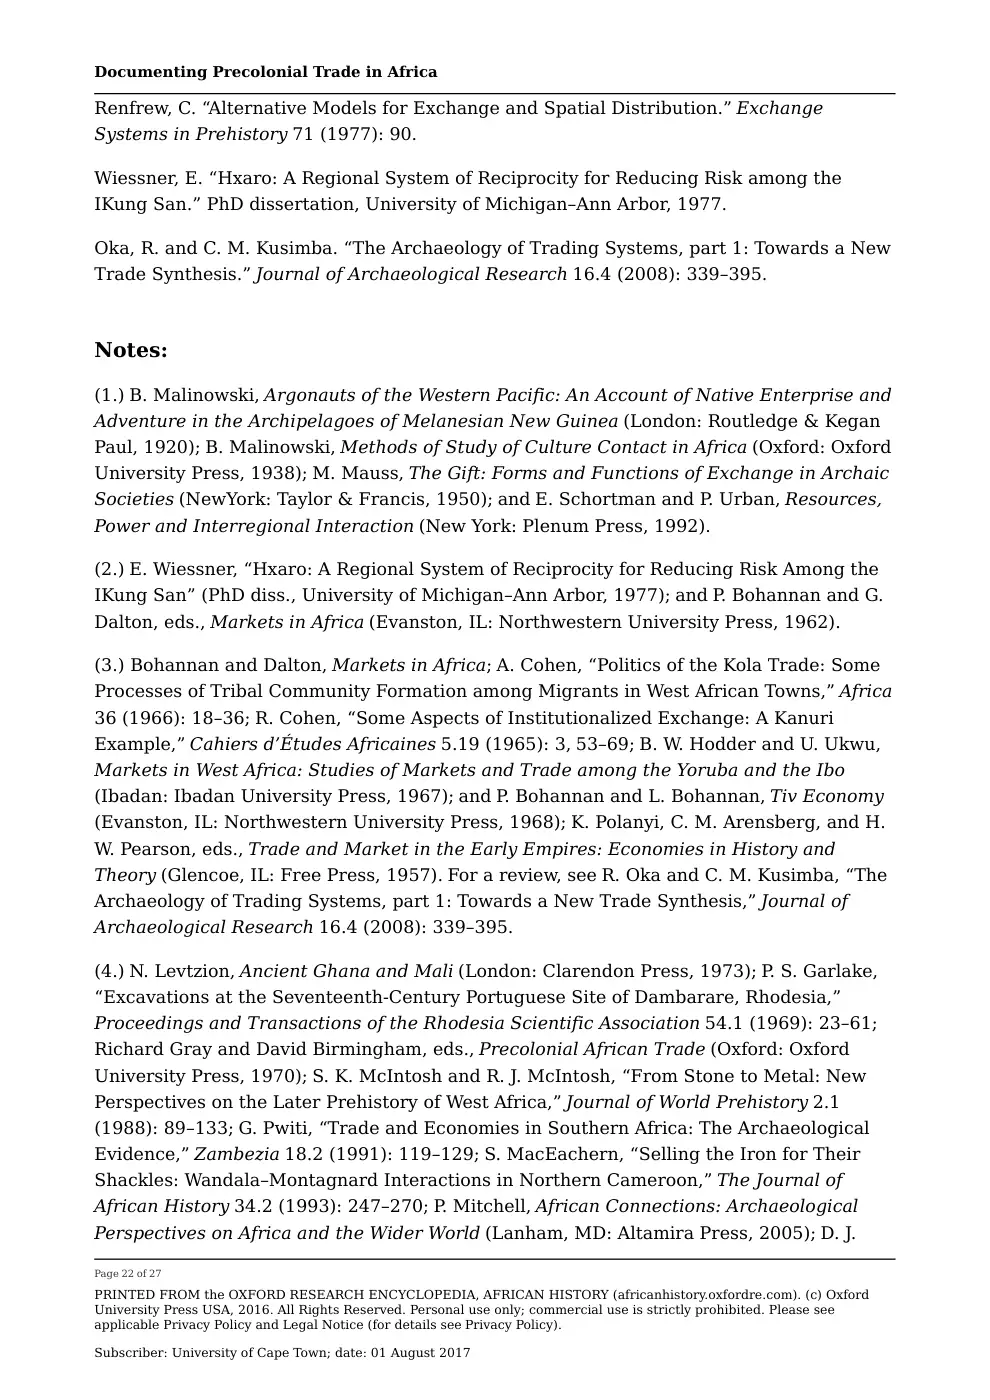 Documenting Precolonial Trade in Africa
Renfrew, C. “Alternative Models for Exchange and Spatial Distribution.” Exchange
Systems in Prehistory 71 (1977): 90.
Wiessner, E. “Hxaro: A Regional System of Reciprocity for Reducing Risk among the
IKung San.” PhD dissertation, University of Michigan–Ann Arbor, 1977.
Oka, R. and C. M. Kusimba. “The Archaeology of Trading Systems, part 1: Towards a New
Trade Synthesis.” Journal of Archaeological Research 16.4 (2008): 339–395.
Notes:
(1.) B. Malinowski, Argonauts of the Western Pacific: An Account of Native Enterprise and
Adventure in the Archipelagoes of Melanesian New Guinea (London: Routledge & Kegan
Paul, 1920); B. Malinowski, Methods of Study of Culture Contact in Africa (Oxford: Oxford
University Press, 1938); M. Mauss, The Gift: Forms and Functions of Exchange in Archaic
Societies (NewYork: Taylor & Francis, 1950); and E. Schortman and P. Urban, Resources,
Power and Interregional Interaction (New York: Plenum Press, 1992).
(2.) E. Wiessner, “Hxaro: A Regional System of Reciprocity for Reducing Risk Among the
IKung San” (PhD diss., University of Michigan–Ann Arbor, 1977); and P. Bohannan and G.
Dalton, eds., Markets in Africa (Evanston, IL: Northwestern University Press, 1962).
(3.) Bohannan and Dalton, Markets in Africa; A. Cohen, “Politics of the Kola Trade: Some
Processes of Tribal Community Formation among Migrants in West African Towns,” Africa
36 (1966): 18–36; R. Cohen, “Some Aspects of Institutionalized Exchange: A Kanuri
Example,” Cahiers d’Études Africaines 5.19 (1965): 3, 53–69; B. W. Hodder and U. Ukwu,
Markets in West Africa: Studies of Markets and Trade among the Yoruba and the Ibo
(Ibadan: Ibadan University Press, 1967); and P. Bohannan and L. Bohannan, Tiv Economy
(Evanston, IL: Northwestern University Press, 1968); K. Polanyi, C. M. Arensberg, and H.
W. Pearson, eds., Trade and Market in the Early Empires: Economies in History and
Theory (Glencoe, IL: Free Press, 1957). For a review, see R. Oka and C. M. Kusimba, “The
Archaeology of Trading Systems, part 1: Towards a New Trade Synthesis,” Journal of
Archaeological Research 16.4 (2008): 339–395.
(4.) N. Levtzion, Ancient Ghana and Mali (London: Clarendon Press, 1973); P. S. Garlake,
“Excavations at the Seventeenth-Century Portuguese Site of Dambarare, Rhodesia,”
Proceedings and Transactions of the Rhodesia Scientific Association 54.1 (1969): 23–61;
Richard Gray and David Birmingham, eds., Precolonial African Trade (Oxford: Oxford
University Press, 1970); S. K. McIntosh and R. J. McIntosh, “From Stone to Metal: New
Perspectives on the Later Prehistory of West Africa,” Journal of World Prehistory 2.1
(1988): 89–133; G. Pwiti, “Trade and Economies in Southern Africa: The Archaeological
Evidence,” Zambezia 18.2 (1991): 119–129; S. MacEachern, “Selling the Iron for Their
Shackles: Wandala–Montagnard Interactions in Northern Cameroon,” The Journal of
African History 34.2 (1993): 247–270; P. Mitchell, African Connections: Archaeological
Perspectives on Africa and the Wider World (Lanham, MD: Altamira Press, 2005); D. J.
Page 22 of 27
PRINTED FROM the OXFORD RESEARCH ENCYCLOPEDIA, AFRICAN HISTORY (africanhistory.oxfordre.com). (c) Oxford
University Press USA, 2016. All Rights Reserved. Personal use only; commercial use is strictly prohibited. Please see
applicable Privacy Policy and Legal Notice (for details see Privacy Policy).
Subscriber: University of Cape Town; date: 01 August 2017